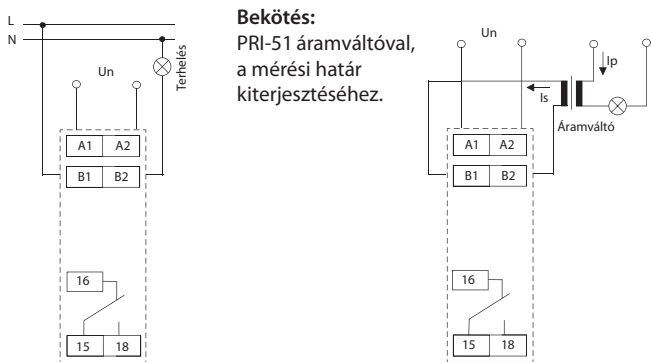 L
N
Un
Terhelés
A1 A2
B1 B2
16
15 18
Bekötés:
PRI-51 áramváltóval,
a mérési határ
kiterjesztéséhez.
Un
Ip
Is
Áramváltó
A1 A2
B1 B2
16
15 18